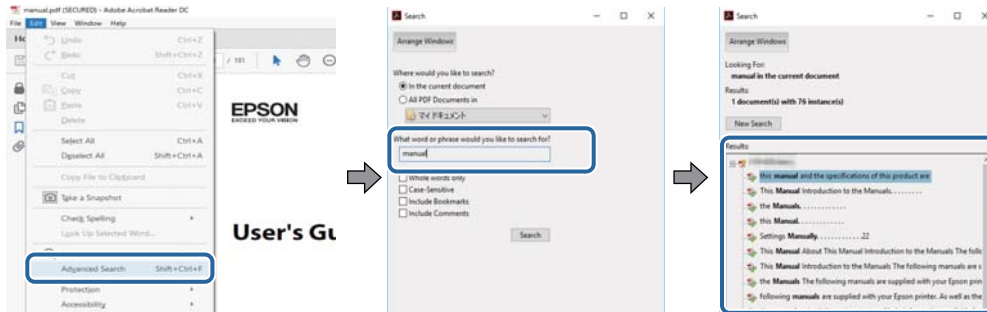 manual.pdf (SECURED) - Adobe Acrobat Reader DC
File Edit View Window Help
Undo Ctrl+Z
Redo Shift+Ctrl+Z
Cut Ctrl+X
Copy Ctrl+C
Paste Ctrl+V
Delete
Select All Ctrl+A
Deselect All Shift+Ctrl+A
Copy File to Clipboard
Take a Snapshot
Check Spelling
Look Up Selected Word...
Advanced Search Shift+Ctrl+F
Protection
Accessibility
/ 181
EPSON
EXCEED YOUR VISION
User's Gu
Search
Arrange Windows
Where would you like to search?
In the current document
All PDF Documents in
マイ ドキュメント
What word or phrase would you like to search for?
manual
Whole words only
Case-Sensitive
Include Bookmarks
Include Comments
Search
Search
Arrange Windows
Looking For:
manual in the current document
Results:
1 document(s) with 76 instance(s)
New Search
Results:
this manual and the specifications of this product are
This Manual Introduction to the Manuals. . . . . . . . .
the Manuals. . . . . . . . . . . . .
this Manual. . . . . . . . . . . . .
Settings Manually. . . . . . . . . . . . 22
This Manual About This Manual Introduction to the Manuals The follo
This Manual Introduction to the Manuals The following manuals are s
the Manuals The following manuals are supplied with your Epson prin
following manuals are supplied with your Epson printer. As well as the